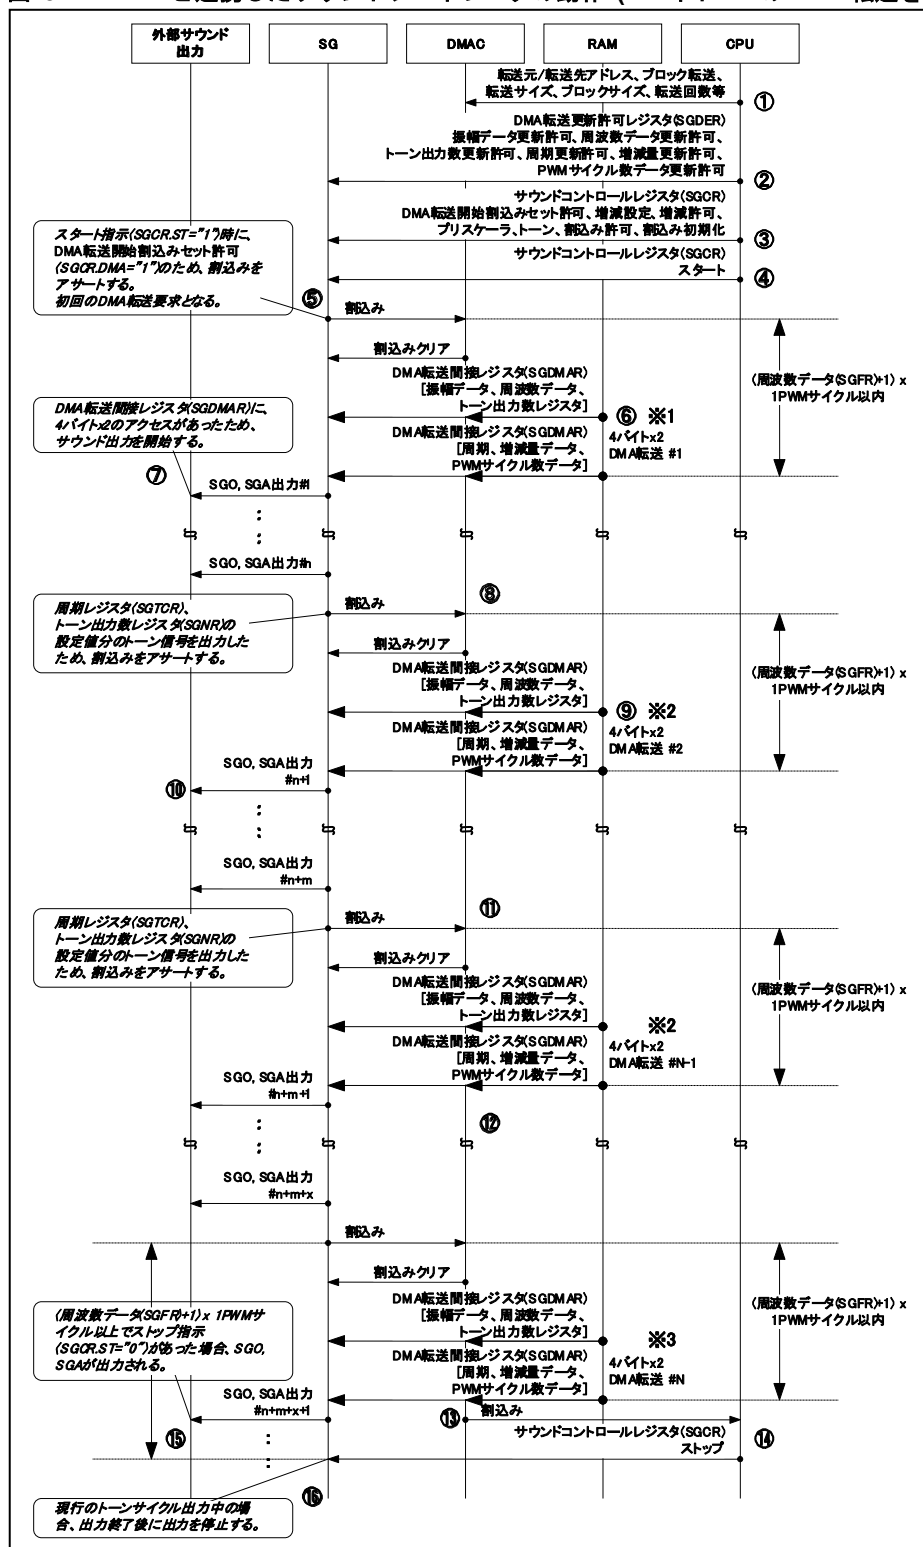 外部サウンド
出力
SG
DMAC
RAM
CPU
転送元/転送先アドレス、ブロック転送、
転送サイズ、ブロックサイズ、転送回数等
①
DMA転送更新許可レジスタ(SGDER)
振幅データ更新許可、周波数データ更新許可、
トーン出力数更新許可、周期更新許可、増減量更新許可、
PWMサイクル数データ更新許可
②
サウンドコントロールレジスタ(SGCR)
DMA転送開始割込みセット許可、増減設定、増減許可、
プリスケーラ、トーン、割込み許可、割込み初期化
③
サウンドコントロールレジスタ(SGCR)
スタート
④
スタート指示(SGCR.ST="1")時に、
DMA転送開始割込みセット許可
(SGCR.DMA="1")のため、割込みを
アサートする。
初回のDMA転送要求となる。
⑤
割込み
割込みクリア
DMA転送間接レジスタ(SGDMAR)
[振幅データ、周波数データ、
トーン出力数レジスタ]
⑥ ※1
4バイトx2
DMA転送 #1
(周波数データ(SGFR)+1) x
1PWMサイクル以内
DMA転送間接レジスタ(SGDMAR)
[周期、増減量データ、
PWMサイクル数データ]
DMA転送間接レジスタ(SGDMAR)に、
4バイトx2のアクセスがあったため、
サウンド出力を開始する。
⑦
SGO, SGA出力#1
SGO, SGA出力#n
周期レジスタ(SGTCR)、
トーン出力数レジスタ(SGNR)の
設定値分のトーン信号を出力した
ため、割込みをアサートする。
割込み
⑧
割込みクリア
DMA転送間接レジスタ(SGDMAR)
[振幅データ、周波数データ、
トーン出力数レジスタ]
⑨ ※2
4バイトx2
DMA転送 #2
(周波数データ(SGFR)+1) x
1PWMサイクル以内
DMA転送間接レジスタ(SGDMAR)
[周期、増減量データ、
PWMサイクル数データ]
SGO, SGA出力
#n+1
⑩
SGO, SGA出力
#n+m
周期レジスタ(SGTCR)、
トーン出力数レジスタ(SGNR)の
設定値分のトーン信号を出力した
ため、割込みをアサートする。
割込み
⑪
割込みクリア
DMA転送間接レジスタ(SGDMAR)
[振幅データ、周波数データ、
トーン出力数レジスタ]
※2
4バイトx2
DMA転送 #N-1
(周波数データ(SGFR)+1) x
1PWMサイクル以内
DMA転送間接レジスタ(SGDMAR)
[周期、増減量データ、
PWMサイクル数データ]
SGO, SGA出力
#n+m+1
⑫
SGO, SGA出力
#n+m+x
割込み
割込みクリア
DMA転送間接レジスタ(SGDMAR)
[振幅データ、周波数データ、
トーン出力数レジスタ]
※3
4バイトx2
DMA転送 #N
(周波数データ(SGFR)+1) x
1PWMサイクル以内
(周波数データ(SGFR)+1) x 1PWMサ
イクル以上でストップ指示
(SGCR.ST="0")があった場合、SGO,
SGAが出力される。
DMA転送間接レジスタ(SGDMAR)
[周期、増減量データ、
PWMサイクル数データ]
SGO, SGA出力
#n+m+x+1
⑬
割込み
サウンドコントロールレジスタ(SGCR)
ストップ
⑭
⑮
⑯
現行のトーンサイクル出力中の場
合、出力終了後に出力を停止する。